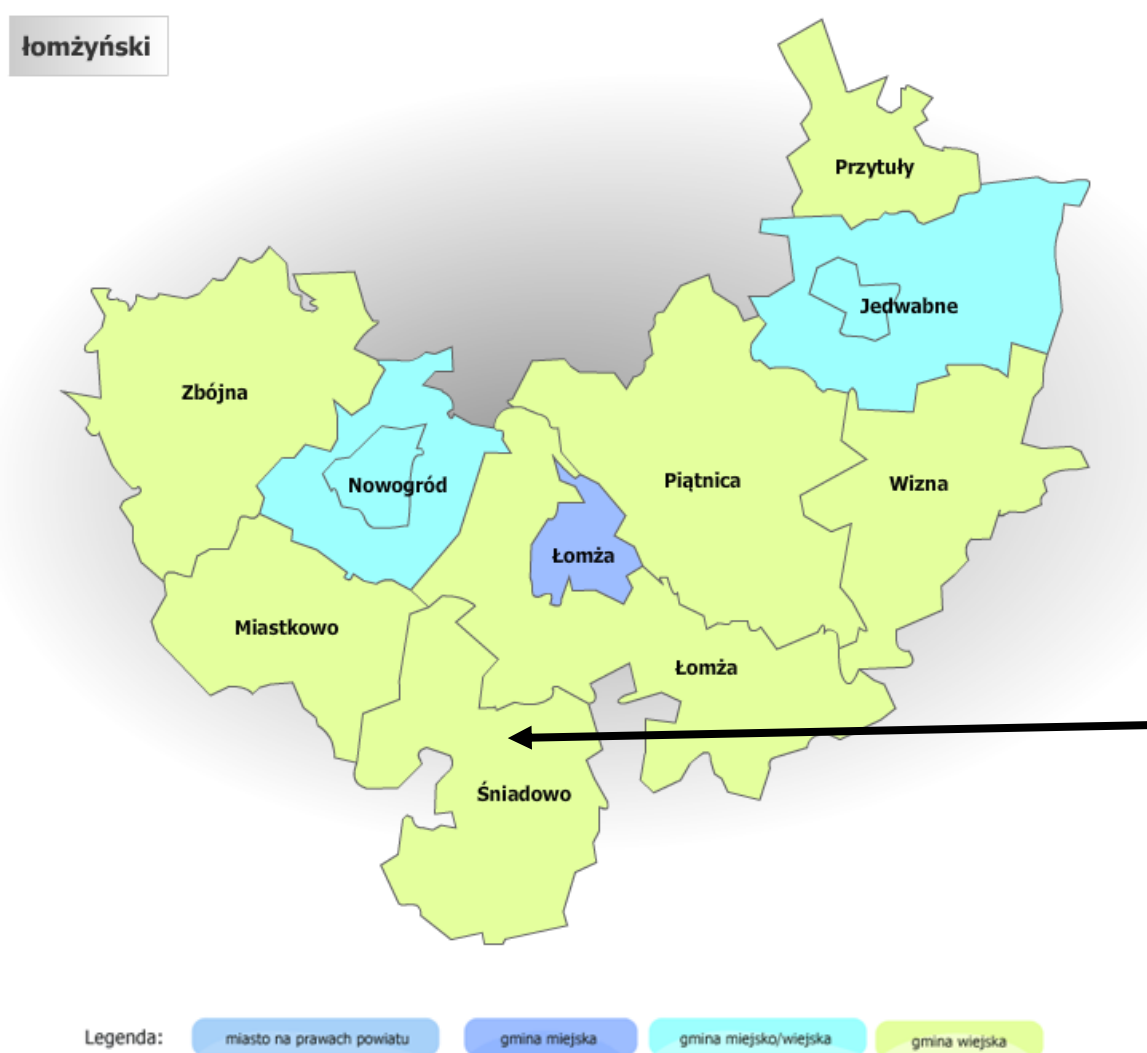 łomżyński
Przytuły
Jedwabne
Zbójna
Nowogród
Piątnica
Wizna
Łomża
Miastkowo
Łomża
Śniadowo
Legenda: miasto na prawach powiatu gmina miejska gmina miejsko/wiejska gmina wiejska